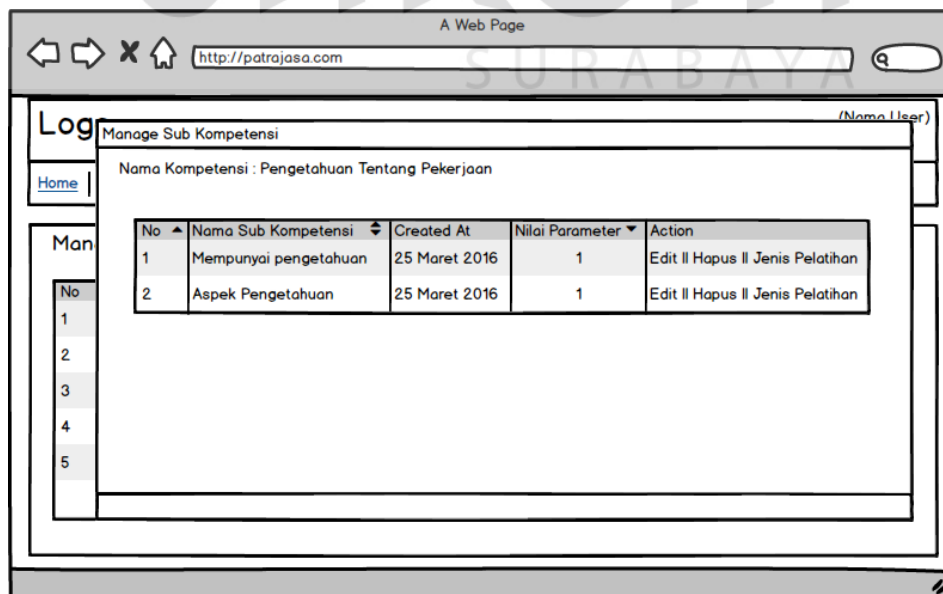 A Web Page
http://patrajasa.com
SURABAYA
(Nama User)
Manage Sub Kompetensi
Nama Kompetensi : Pengetahuan Tentang Pekerjaan
Home
No Nama Sub Kompetensi Created At Nilai Parameter Action
1 Mempunyai pengetahuan 25 Maret 2016 1 Edit II Hapus II Jenis Pelatihan
2 Aspek Pengetahuan 25 Maret 2016 1 Edit II Hapus II Jenis Pelatihan
No
1
2
3
4
5